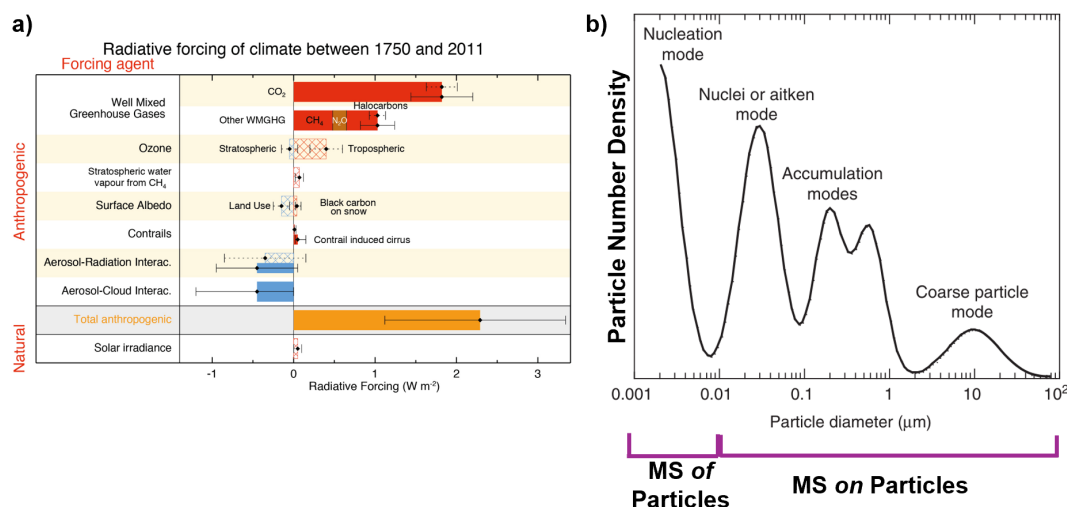 a)
Radiative forcing of climate between 1750 and 2011
Forcing agent
Anthropogenic
Natural
Well Mixed
Greenhouse Gases
CO2
Halocarbons
Other WMGHG
CH4
N2O
Ozone
Stratospheric
Tropospheric
Stratospheric water
vapour from CH4
Surface Albedo
Land Use
Black carbon
on snow
Contrails
Contrail induced cirrus
Aerosol-Radiation Interac.
Aerosol-Cloud Interac.
Total anthropogenic
Solar irradiance
-1
0
1
2
3
Radiative Forcing (W m-2)
b)
Nucleation
mode
Nuclei or aitken
mode
Accumulation
modes
Coarse particle
mode
Particle Number Density
0.001
0.01
0.1
1
10
10²
Particle diameter (μm)
MS of
Particles
MS on Particles